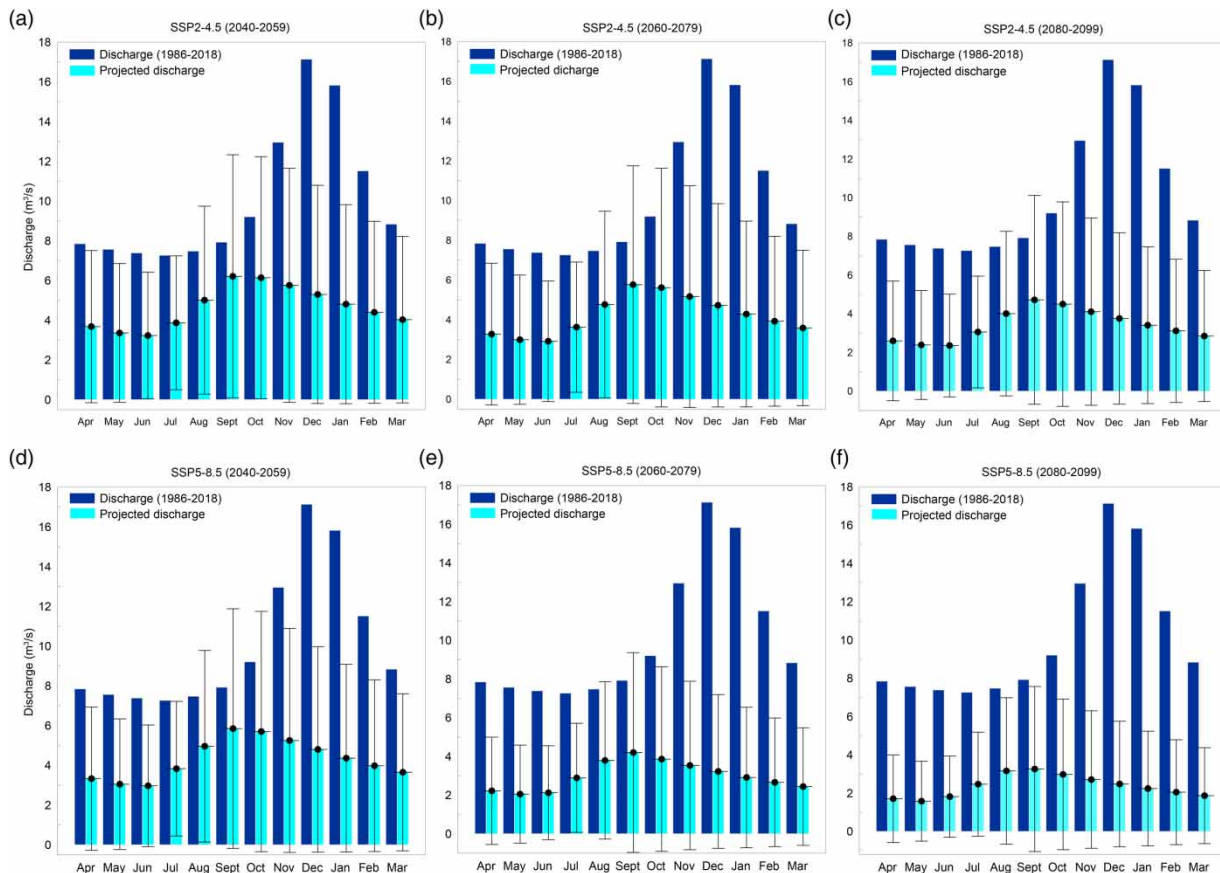 (a)
SSP2-4.5 (2040-2059)
Discharge (1986-2018)
Projected discharge
Discharge (m³/s)
18
16
14
12
10
8
6
4
2
0
Apr May Jun Jul Aug Sept Oct Nov Dec Jan Feb Mar
(b)
SSP2-4.5 (2060-2079)
Discharge (1986-2018)
Projected dicharge
18
16
14
12
10
8
6
4
2
0
Apr May Jun Jul Aug Sept Oct Nov Dec Jan Feb Mar
(c)
SSP2-4.5 (2080-2099)
Discharge (1986-2018)
Projected discharge
18
16
14
12
10
8
6
4
2
0
Apr May Jun Jul Aug Sept Oct Nov Dec Jan Feb Mar
(d)
SSP5-8.5 (2040-2059)
Discharge (1986-2018)
Projected discharge
Discharge (m³/s)
18
16
14
12
10
8
6
4
2
0
Apr May Jun Jul Aug Sept Oct Nov Dec Jan Feb Mar
(e)
SSP5-8.5 (2060-2079)
Discharge (1986-2018)
Projected discharge
18
16
14
12
10
8
6
4
2
0
Apr May Jun Jul Aug Sept Oct Nov Dec Jan Feb Mar
(f)
SSP5-8.5 (2080-2099)
Discharge (1986-2018)
Projected discharge
18
16
14
12
10
8
6
4
2
0
Apr May Jun Jul Aug Sept Oct Nov Dec Jan Feb Mar